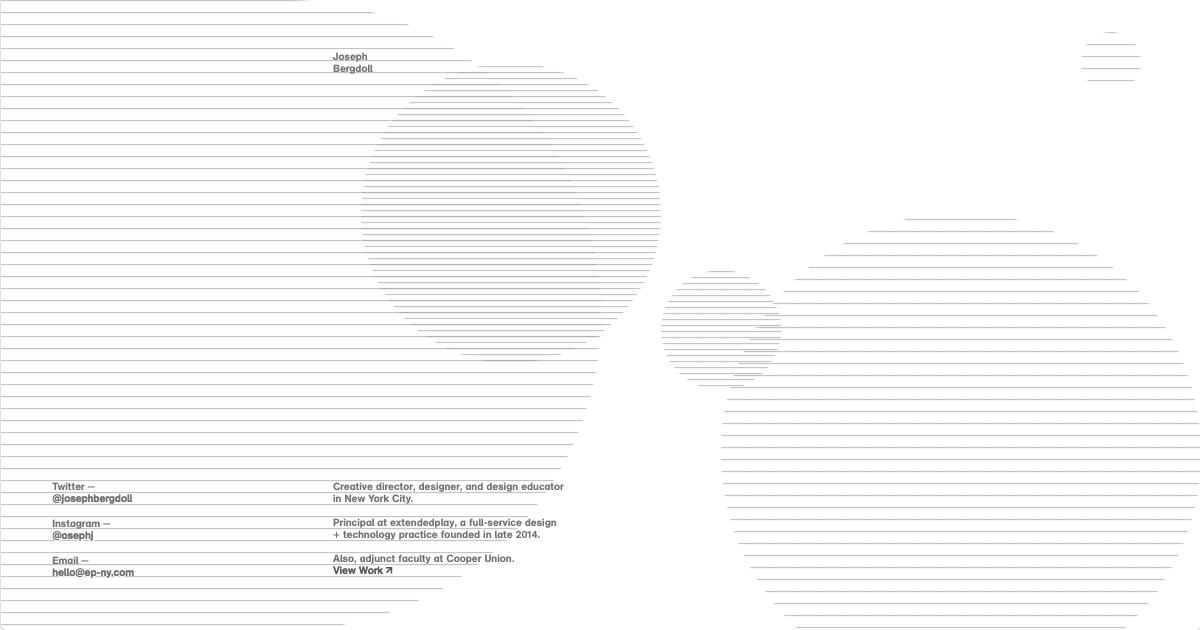 Joseph
Bergdoll
Twitter —
@josephbergdoll
Instagram —
@osephj
Email —
hello@ep-ny.com
Creative director, designer, and design educator
in New York City.
Principal at extendedplay, a full-service design
+ technology practice founded in late 2014.
Also, adjunct faculty at Cooper Union.
View Work ↗